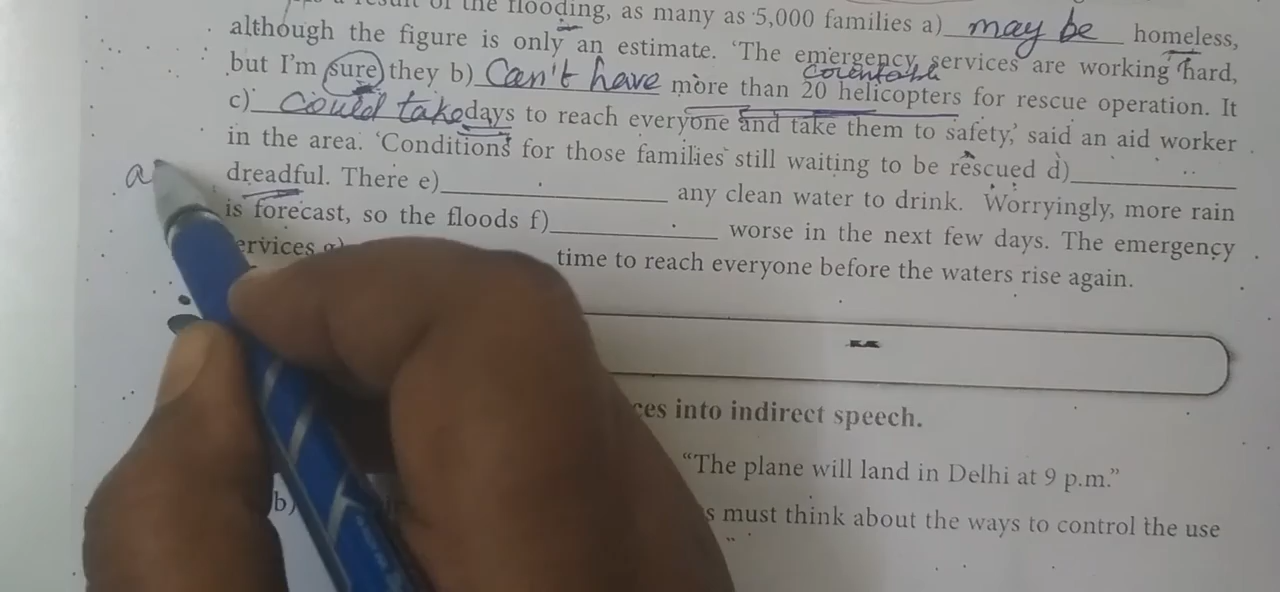 result of the flooding, as many as 5,000 families a) may be homeless,
although the figure is only an estimate. ‘The emergency services are working hard,
but I'm sure they b) Can't have more than 20 helicopters for rescue operation. It
c) could take days to reach everyone and take them to safety,’ said an aid worker
in the area. ‘Conditions for those families still waiting to be rescued d)
dreadful. There e) any clean water to drink. Worryingly, more rain
is forecast, so the floods f) worse in the next few days. The emergency
time to reach everyone before the waters rise again.
into indirect speech.
“The plane will land in Delhi at 9 p.m.”
b) must think about the ways to control the use